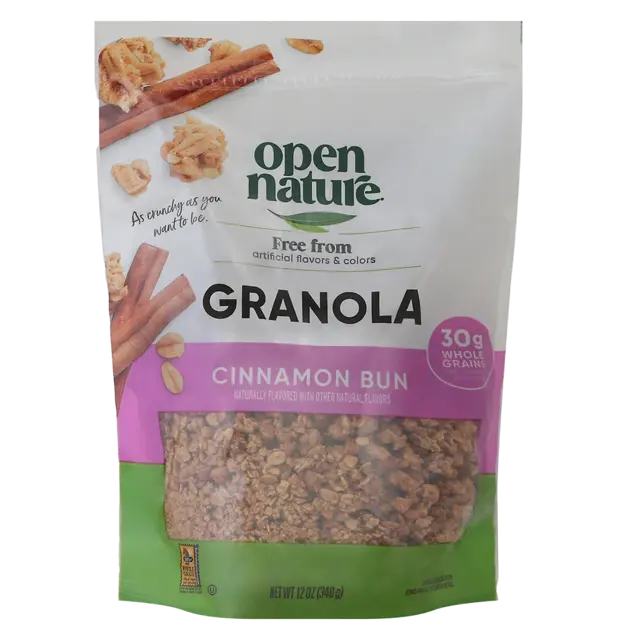 open
nature
As crunchy as you
want to be.
Free from
artificial flavors & colors
GRANOLA
30g
WHOLE
GRAINS
CINNAMON BUN
NATURALLY FLAVORED WITH OTHER NATURAL FLAVORS
NET WT 12 OZ (340g)